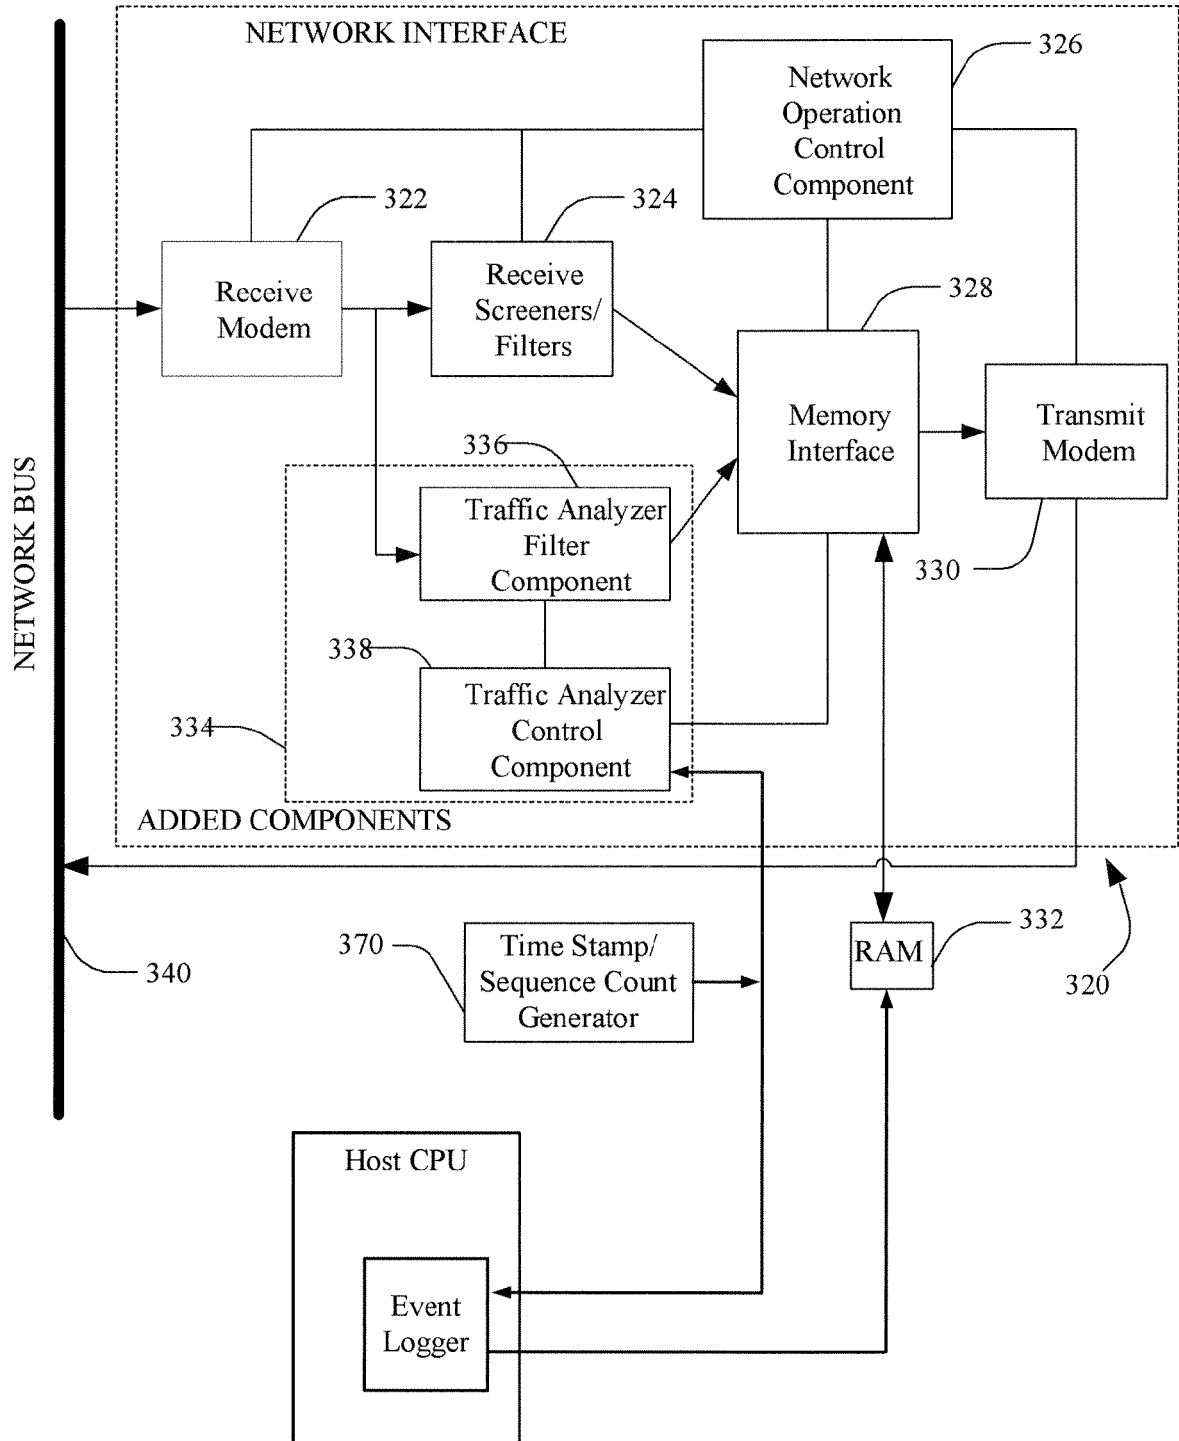 NETWORK INTERFACE
326
Network
Operation
Control
Component
322
324
Receive
Modem
Receive
Screeners/
Filters
328
Memory
Interface
Transmit
Modem
336
Traffic Analyzer
Filter
Component
330
NETWORK BUS
338
Traffic Analyzer
Control
Component
334
ADDED COMPONENTS
332
RAM
320
370
Time Stamp/
Sequence Count
Generator
340
Host CPU
Event
Logger